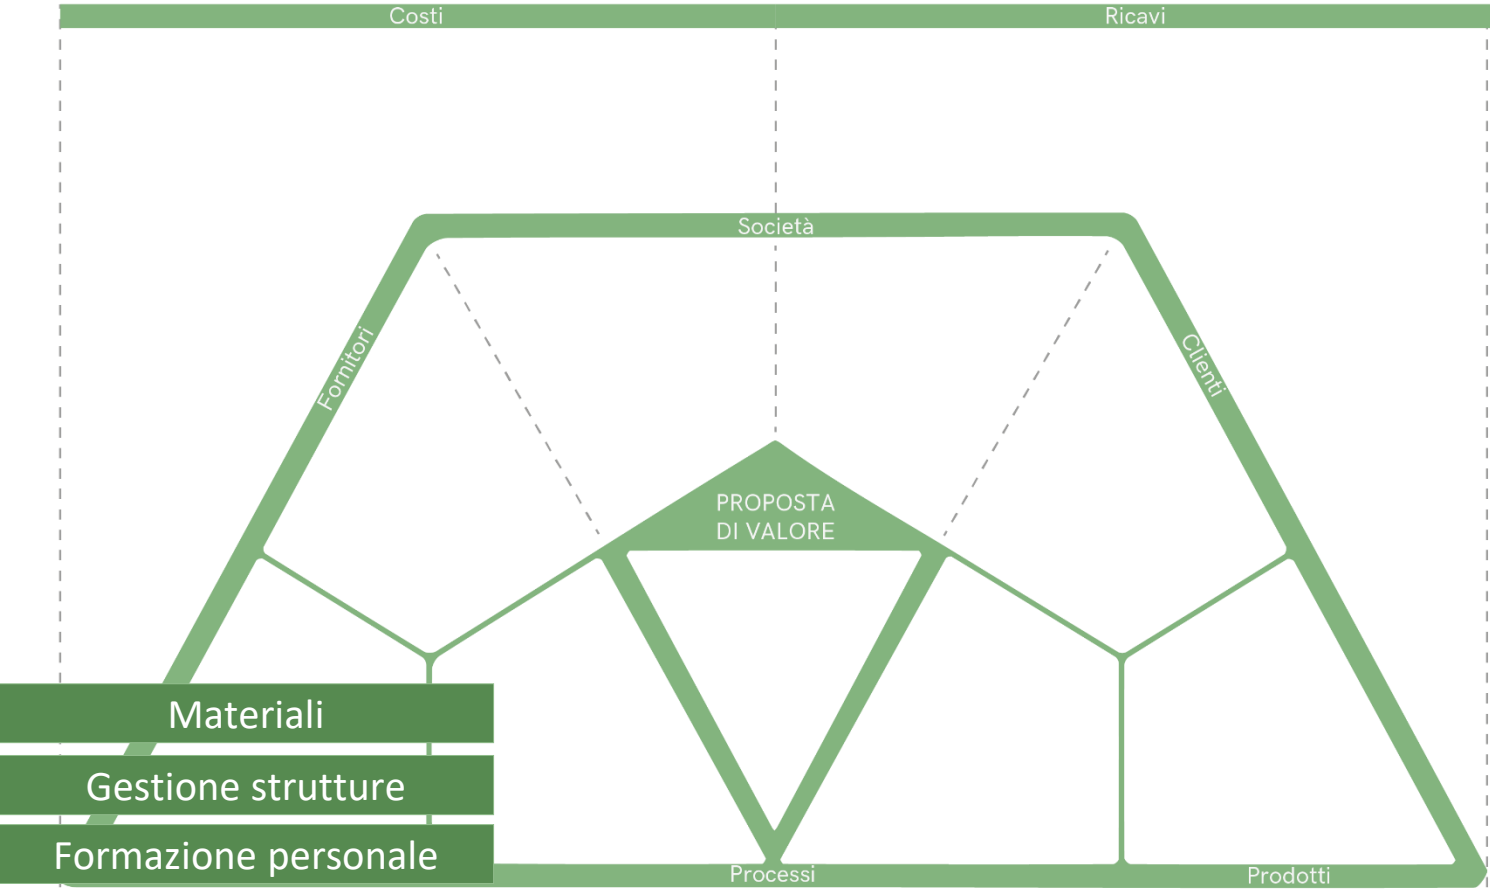 Costi
Ricavi
Società
Fornitori
Clienti
PROPOSTA
DI VALORE
Materiali
Gestione strutture
Formazione personale
Processi
Prodotti